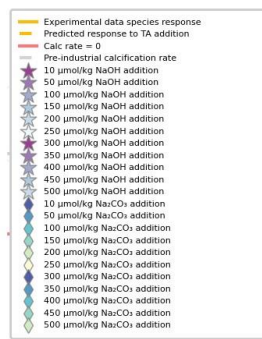 Experimental data species response
Predicted response to TA addition
Calc rate = 0
Pre-industrial calcification rate
10 μmol/kg NaOH addition
50 μmol/kg NaOH addition
100 μmol/kg NaOH addition
150 μmol/kg NaOH addition
200 μmol/kg NaOH addition
250 μmol/kg NaOH addition
300 μmol/kg NaOH addition
350 μmol/kg NaOH addition
400 μmol/kg NaOH addition
450 μmol/kg NaOH addition
500 μmol/kg NaOH addition
10 μmol/kg Na₂CO₃ addition
50 μmol/kg Na₂CO₃ addition
100 μmol/kg Na₂CO₃ addition
150 μmol/kg Na₂CO₃ addition
200 μmol/kg Na₂CO₃ addition
250 μmol/kg Na₂CO₃ addition
300 μmol/kg Na₂CO₃ addition
350 μmol/kg Na₂CO₃ addition
400 μmol/kg Na₂CO₃ addition
450 μmol/kg Na₂CO₃ addition
500 μmol/kg Na₂CO₃ addition